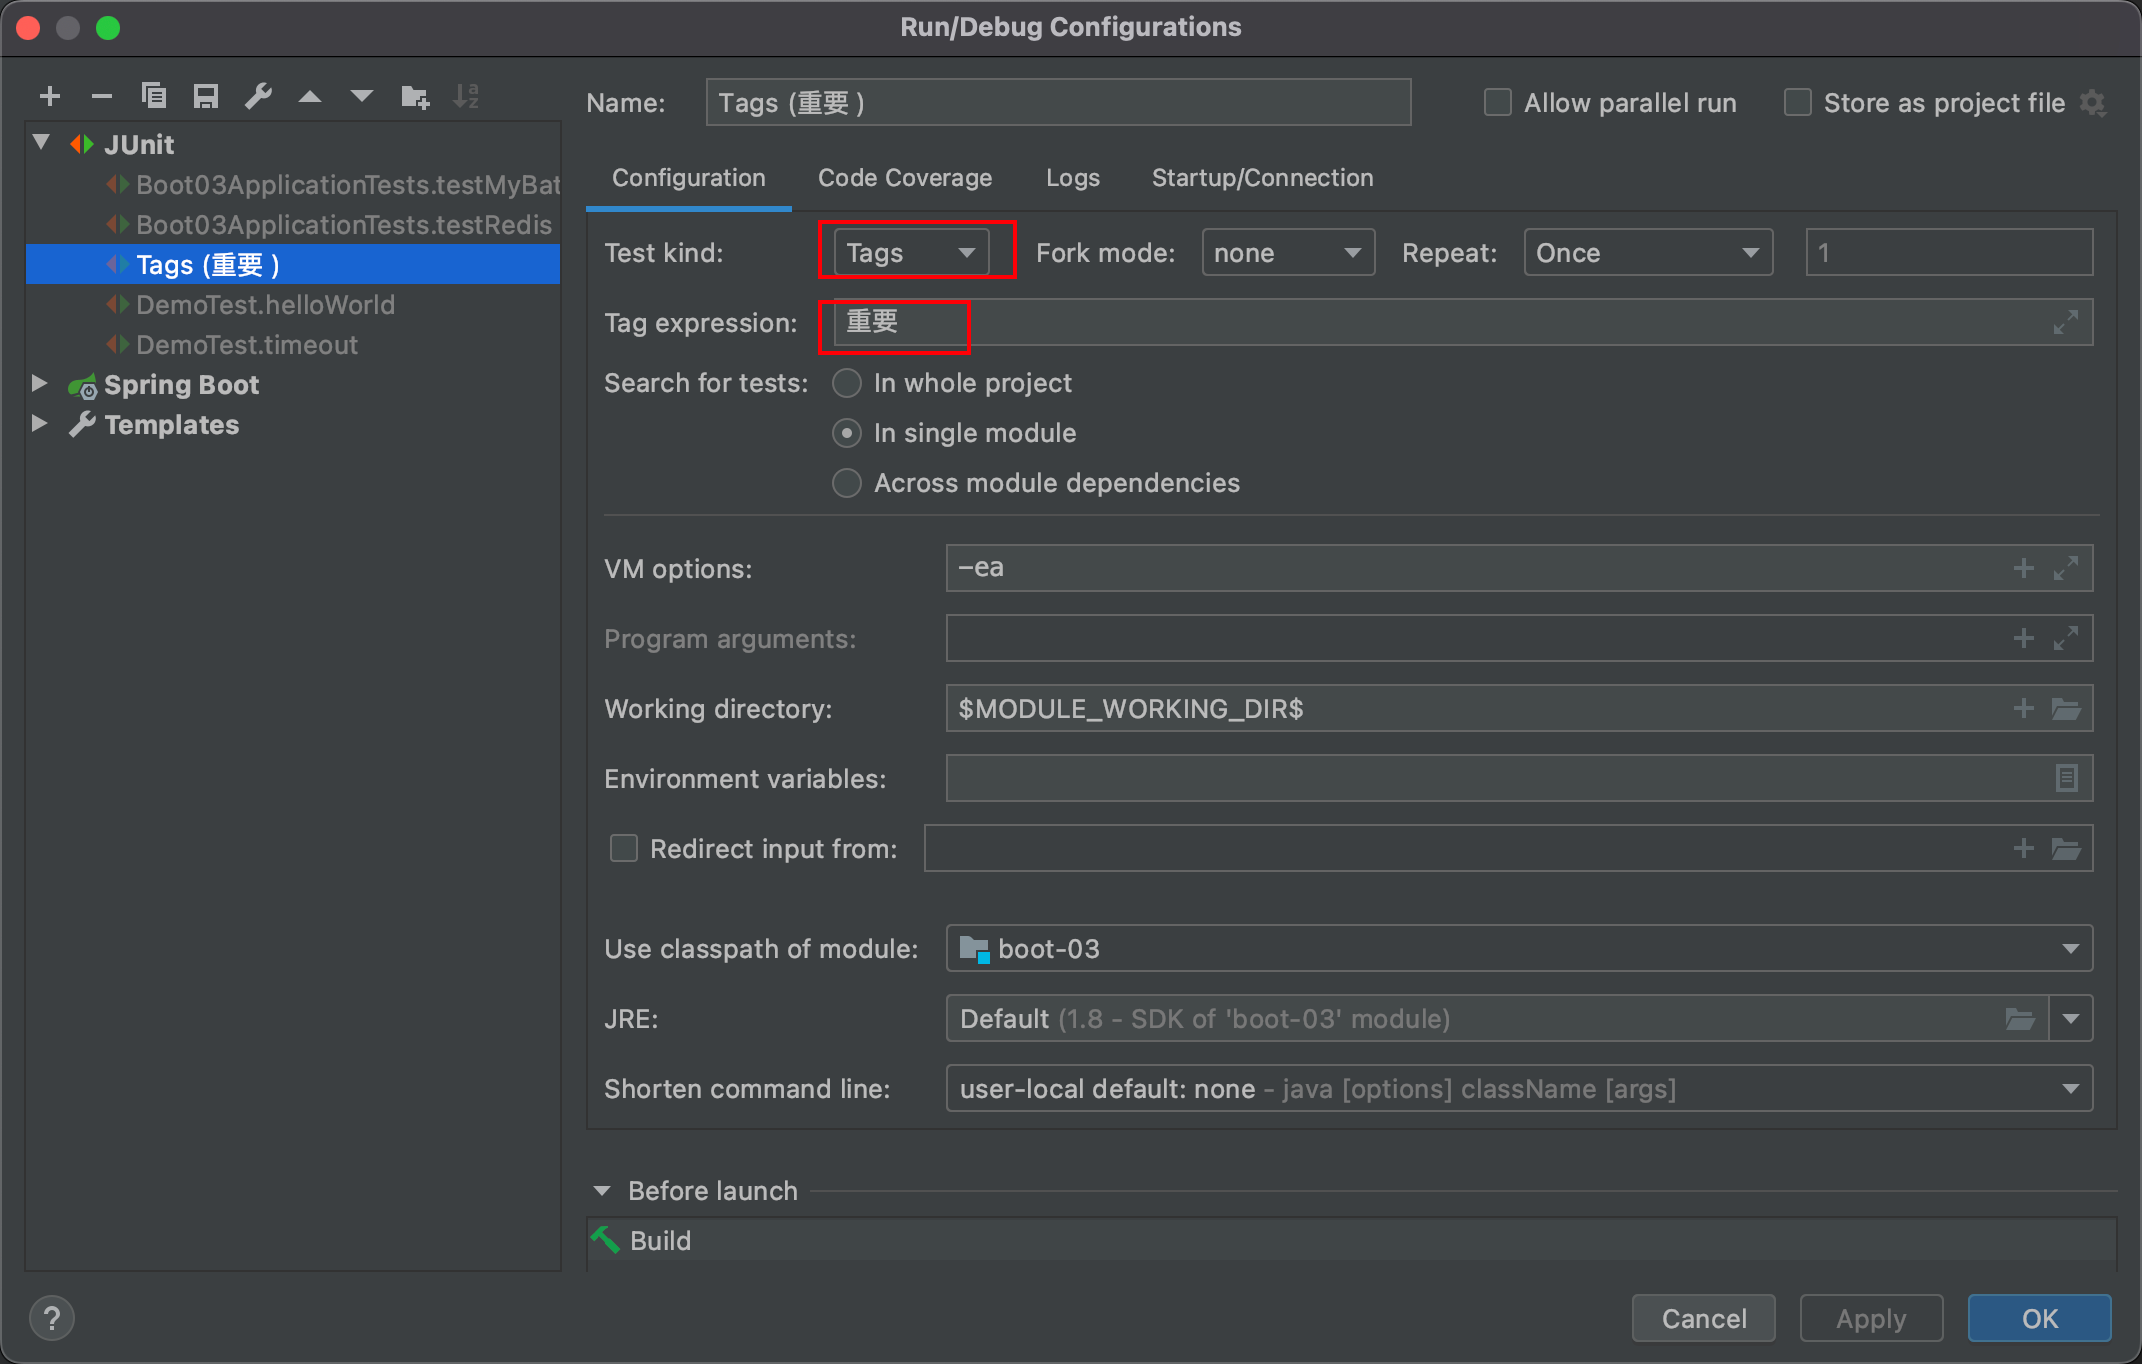 Run/Debug Configurations
Name: Tags (重要 ) Allow parallel run Store as project file
JUnit
Boot03ApplicationTests.testMyBat
Boot03ApplicationTests.testRedis
Tags (重要 )
DemoTest.helloWorld
DemoTest.timeout
Spring Boot
Templates
Configuration Code Coverage Logs Startup/Connection
Test kind: Tags Fork mode: none Repeat: Once 1
Tag expression: 重要
Search for tests: In whole project
In single module
Across module dependencies
VM options: -ea
Program arguments:
Working directory: $MODULE_WORKING_DIR$
Environment variables:
Redirect input from:
Use classpath of module: boot-03
JRE: Default (1.8 - SDK of 'boot-03' module)
Shorten command line: user-local default: none - java [options] className [args]
Before launch
Build
? Cancel Apply OK